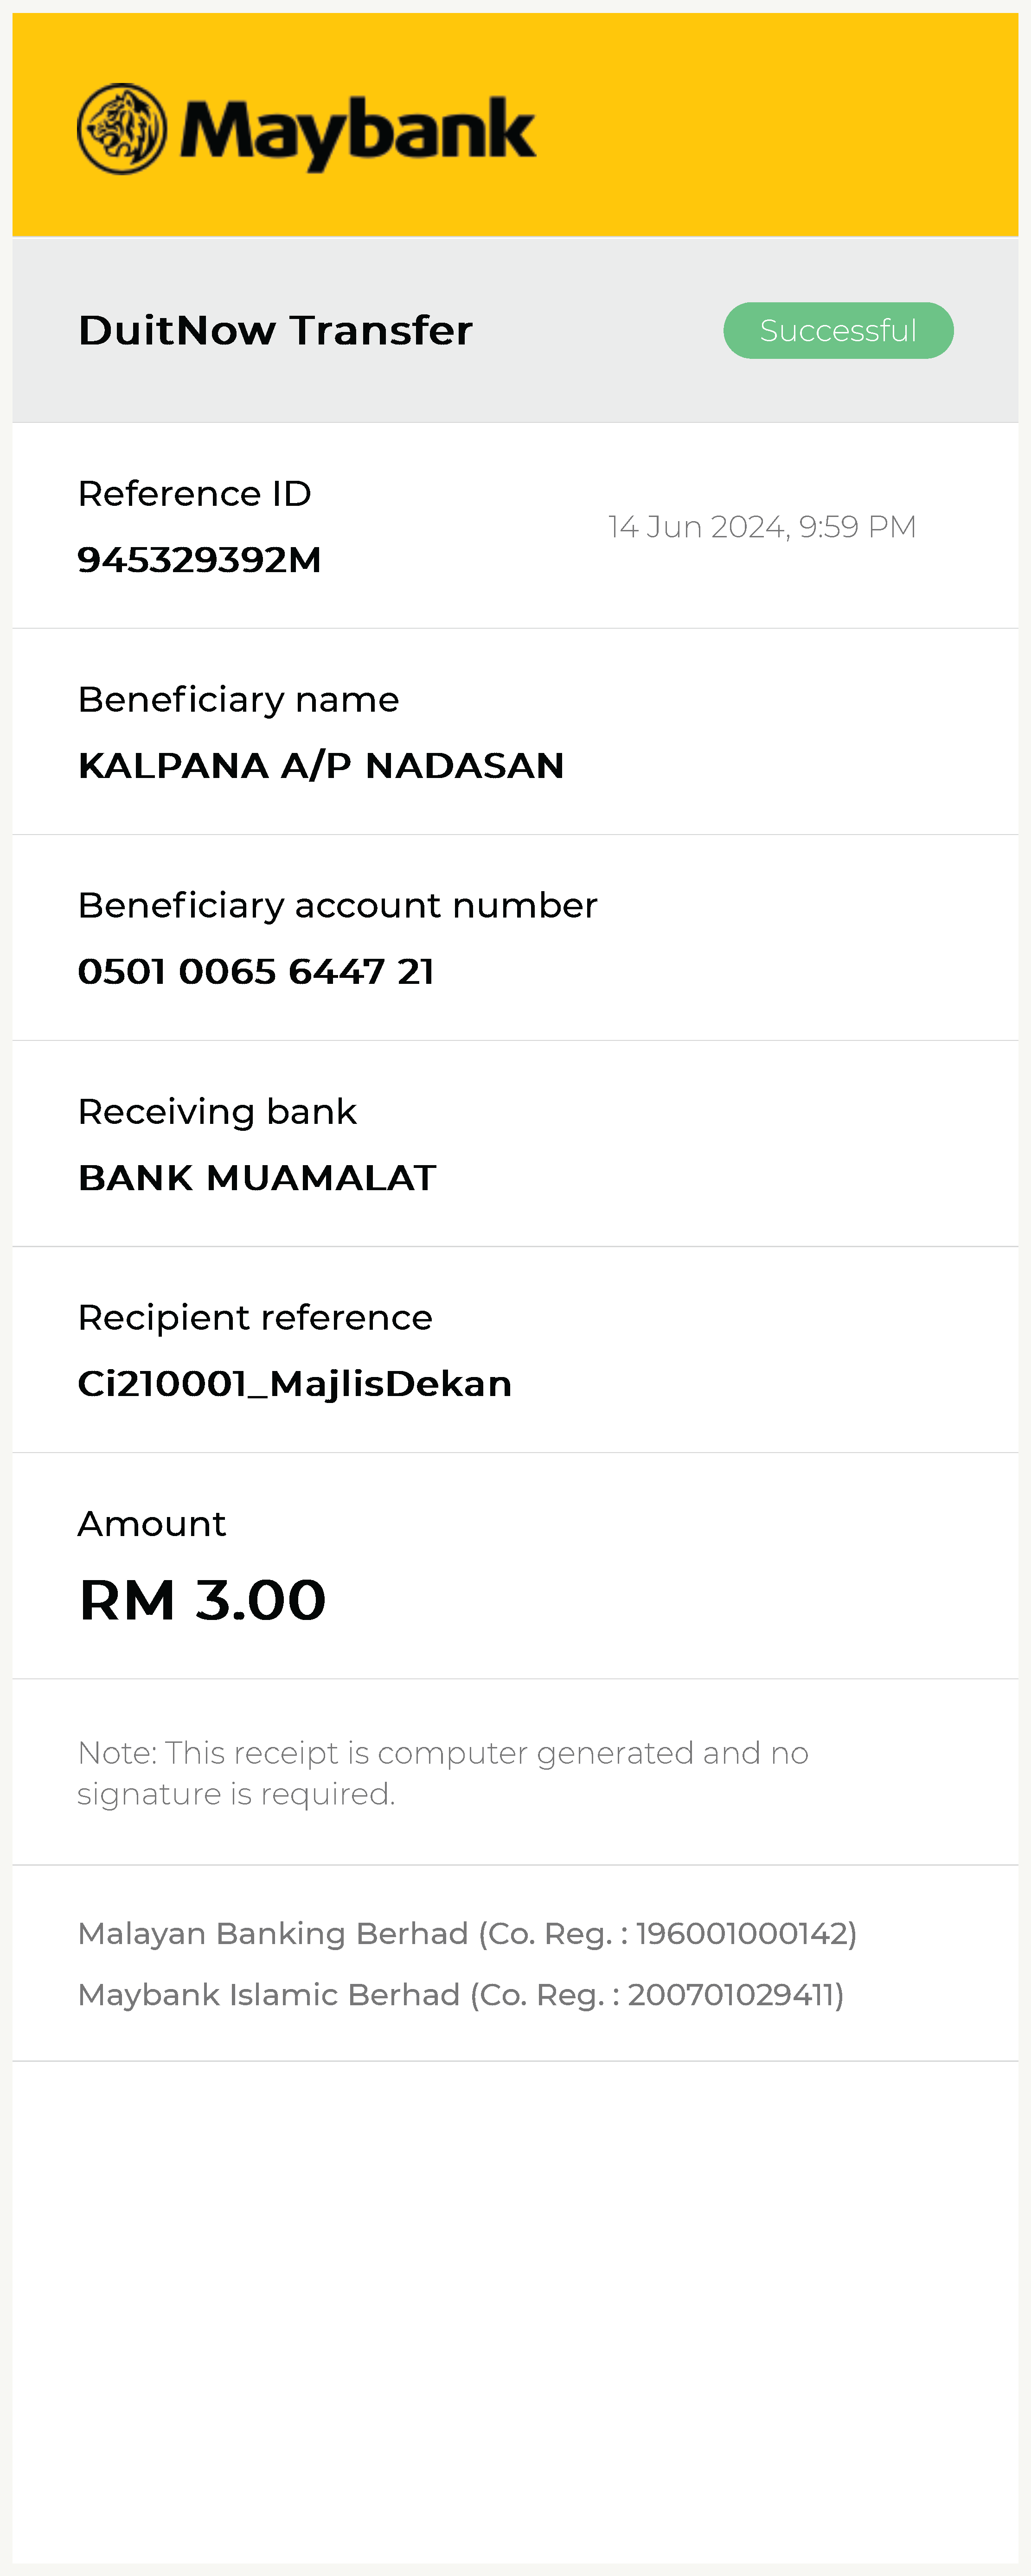 Maybank
DuitNow Transfer
Successful
Reference ID
945329392M
14 Jun 2024, 9:59 PM
Beneficiary name
KALPANA A/P NADASAN
Beneficiary account number
0501 0065 6447 21
Receiving bank
BANK MUAMALAT
Recipient reference
Ci210001_MajlisDekan
Amount
RM 3.00
Note: This receipt is computer generated and no
signature is required.
Malayan Banking Berhad (Co. Reg. : 196001000142)
Maybank Islamic Berhad (Co. Reg. : 200701029411)